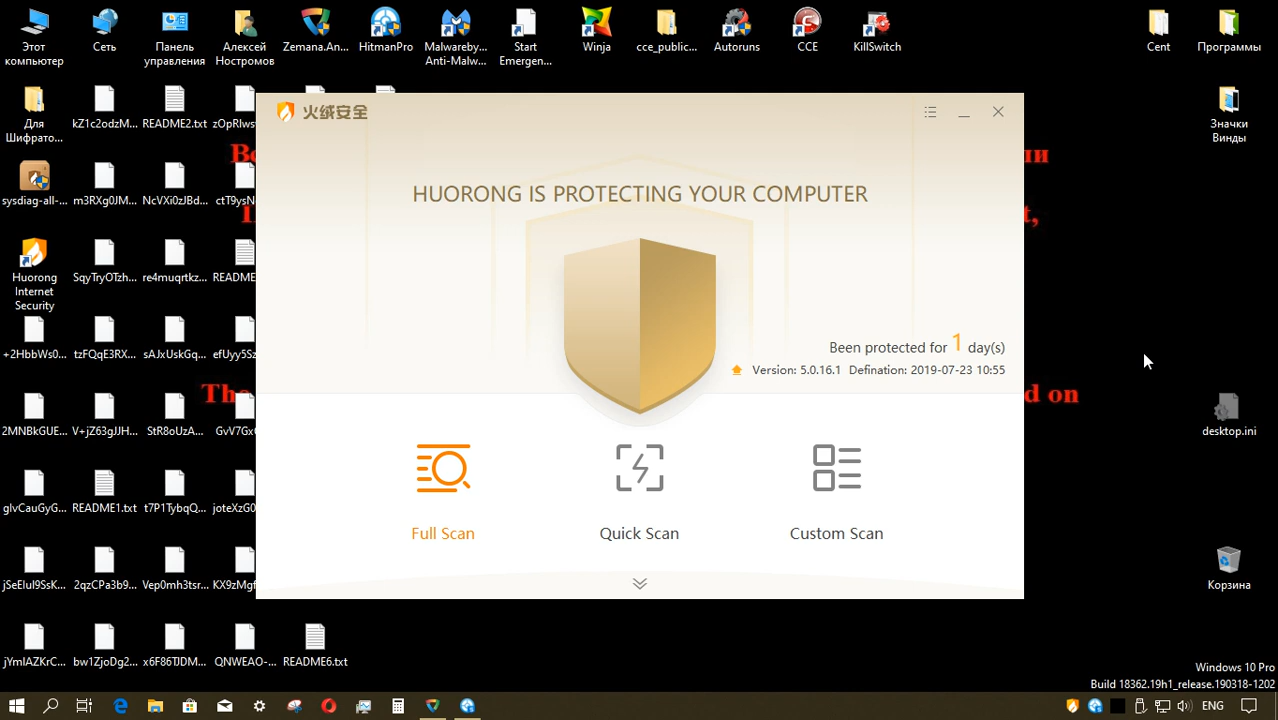 Этот компьютер
Сеть
Панель управления
Алексей Ностромов
Zemana.An...
HitmanPro
Malwareby... Anti-Malw...
Start Emergen...
Winja
cce_public...
Autoruns
CCE
KillSwitch
Cent
Программы
Для Шифрато...
kZ1c2odzM...
README2.txt
火绒安全
Значки Винды
HUORONG IS PROTECTING YOUR COMPUTER
sysdiag-all-...
m3RXg0JM...
NcVXi0zJBd...
Huorong Internet Security
SqyTryOTzh...
re4muqrtkz...
README
+2HbbWs0...
tzFQqE3RX...
sAJxUskGq...
Been protected for 1 day(s)
Version: 5.0.16.1 Defination: 2019-07-23 10:55
The
d on
2MNBkGUE...
V+jZ63gJJH...
StR8oUzA...
desktop.ini
README1.txt
t7P1TybqQ...
Full Scan
Quick Scan
Custom Scan
2qzCPa3b9...
Vep0mh3tsr...
Корзина
bw1ZjoDg2...
x6F86TJDM...
QNWEAO-...
README6.txt
Windows 10 Pro
Build 18362.19h1_release.190318-1202
ENG